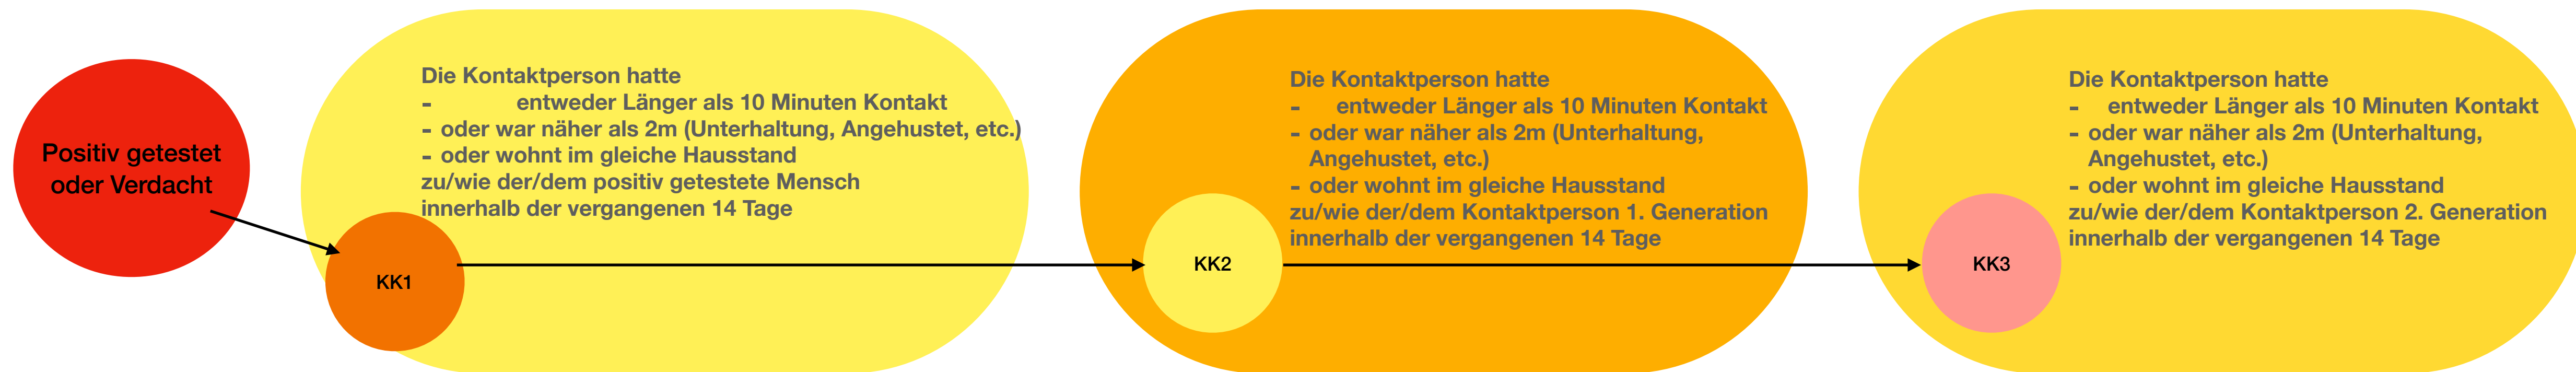 Positiv getestet
oder Verdacht
Die Kontaktperson hatte
- entweder Länger als 10 Minuten Kontakt
- oder war näher als 2m (Unterhaltung, Angehustet, etc.)
- oder wohnt im gleiche Hausstand
zu/wie der/dem positiv getestete Mensch
innerhalb der vergangenen 14 Tage
KK1
Die Kontaktperson hatte
- entweder Länger als 10 Minuten Kontakt
- oder war näher als 2m (Unterhaltung,
Angehustet, etc.)
- oder wohnt im gleiche Hausstand
zu/wie der/dem Kontaktperson 1. Generation
innerhalb der vergangenen 14 Tage
KK2
Die Kontaktperson hatte
- entweder Länger als 10 Minuten Kontakt
- oder war näher als 2m (Unterhaltung,
Angehustet, etc.)
- oder wohnt im gleiche Hausstand
zu/wie der/dem Kontaktperson 2. Generation
innerhalb der vergangenen 14 Tage
KK3